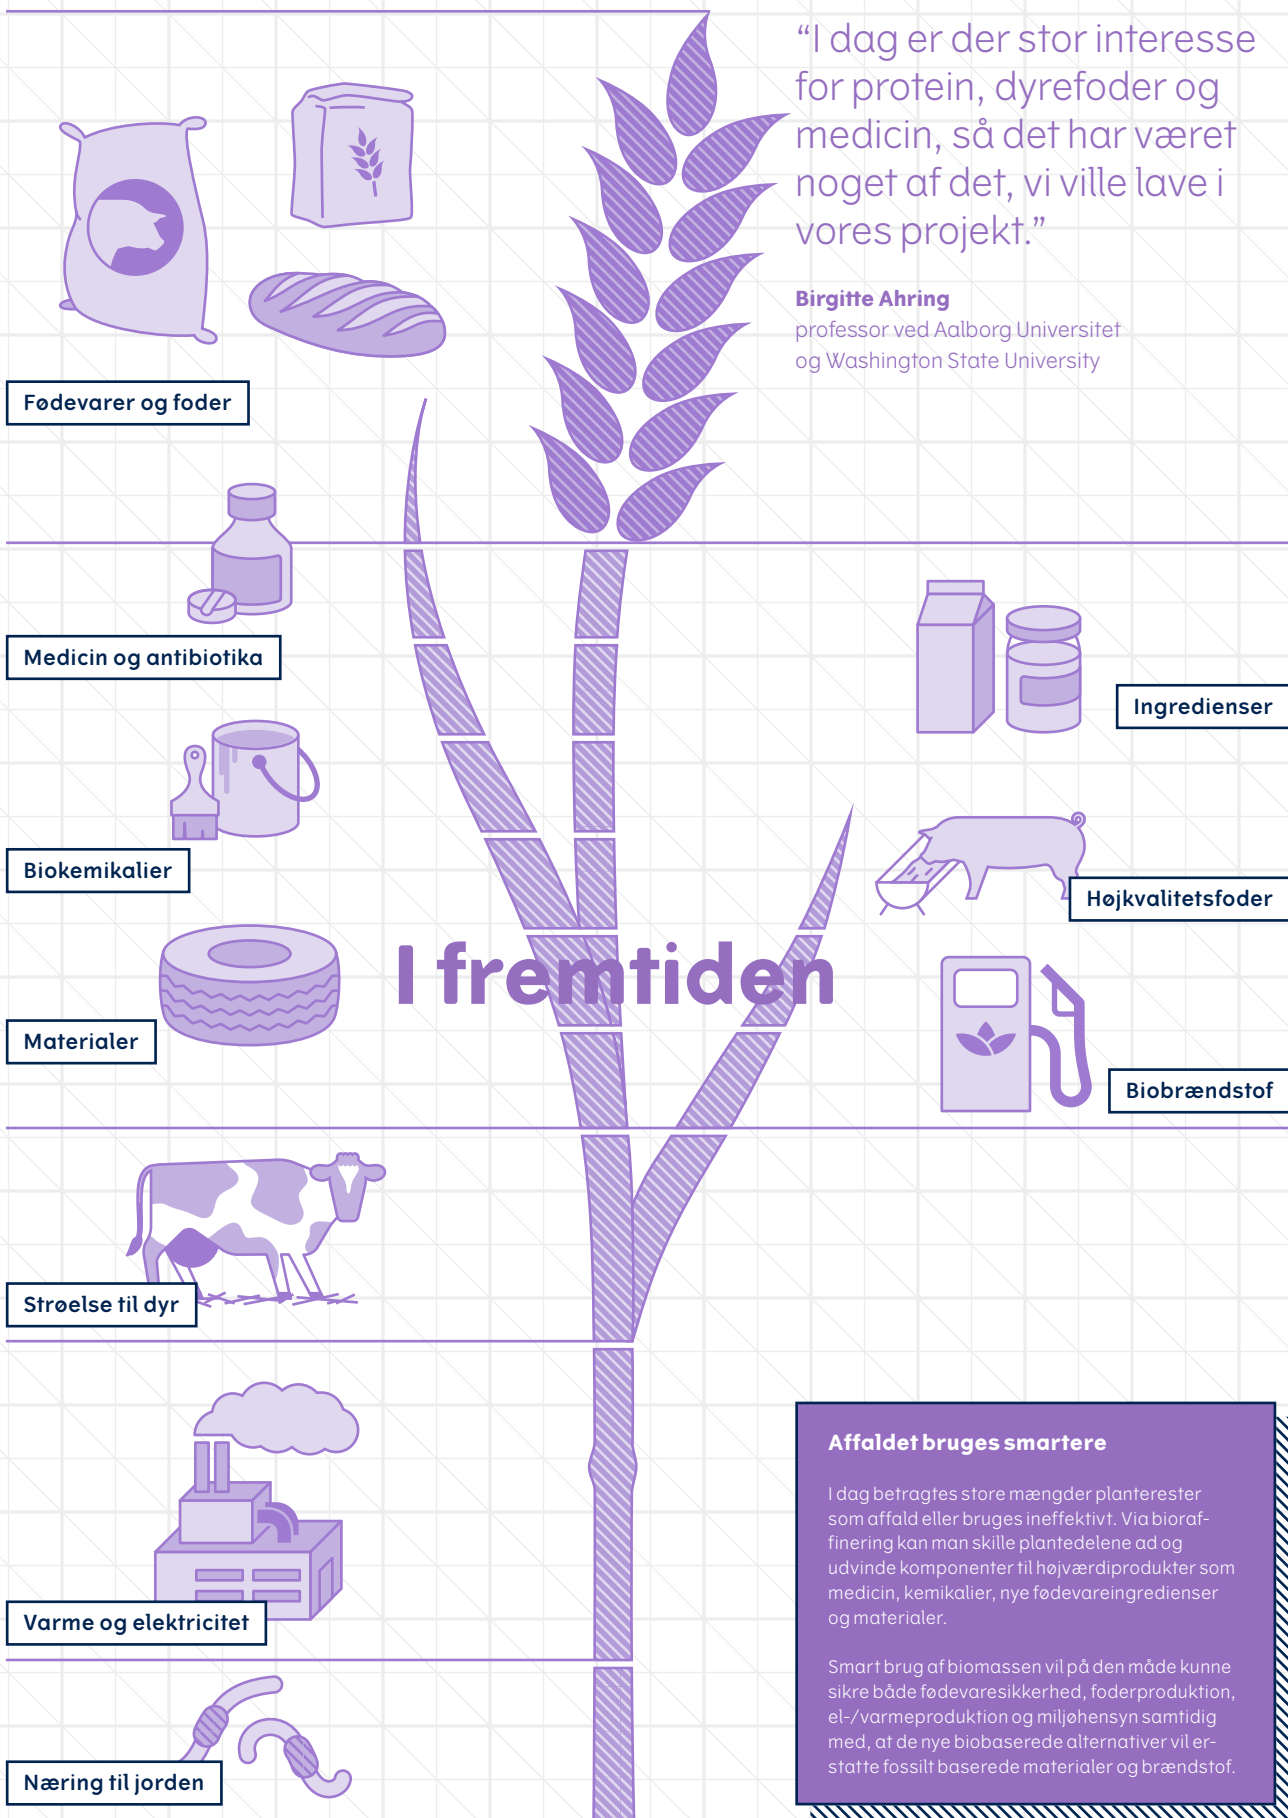 “I dag er der stor interesse
for protein, dyrefoder og
medicin, så det har været
noget af det, vi ville lave i
vores projekt.”
Birgitte Ahring
professor ved Aalborg Universitet
og Washington State University
Fødevarer og foder
Medicin og antibiotika
Ingredienser
Biokemikalier
Højkvalitetsfoder
I fremtiden
Materialer
Biobrændstof
Strøelse til dyr
Varme og elektricitet
Næring til jorden
Affaldet bruges smartere
I dag betragtes store mængder planterester
som affald eller bruges ineffektivt. Via bioraf-
finering kan man skille plantedelene ad og
udvinde komponenter til højværdiprodukter som
medicin, kemikalier, nye fødevareingredienser
og materialer.
Smart brug af biomassen vil på den måde kunne
sikre både fødevaresikkerhed, foderproduktion,
el-/varmeproduktion og miljøhensyn samtidig
med, at de nye biobaserede alternativer vil er-
statte fossilt baserede materialer og brændstof.